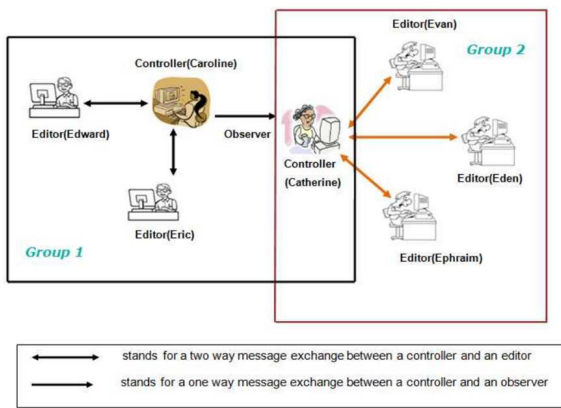 Editor(Evan)
Group 2
Controller(Caroline)
Editor(Edward)
Observer
Controller
(Catherine)
Editor(Eden)
Editor(Eric)
Group 1
Editor(Ephraim)
stands for a two way message exchange between a controller and an editor
stands for a one way message exchange between a controller and an observer